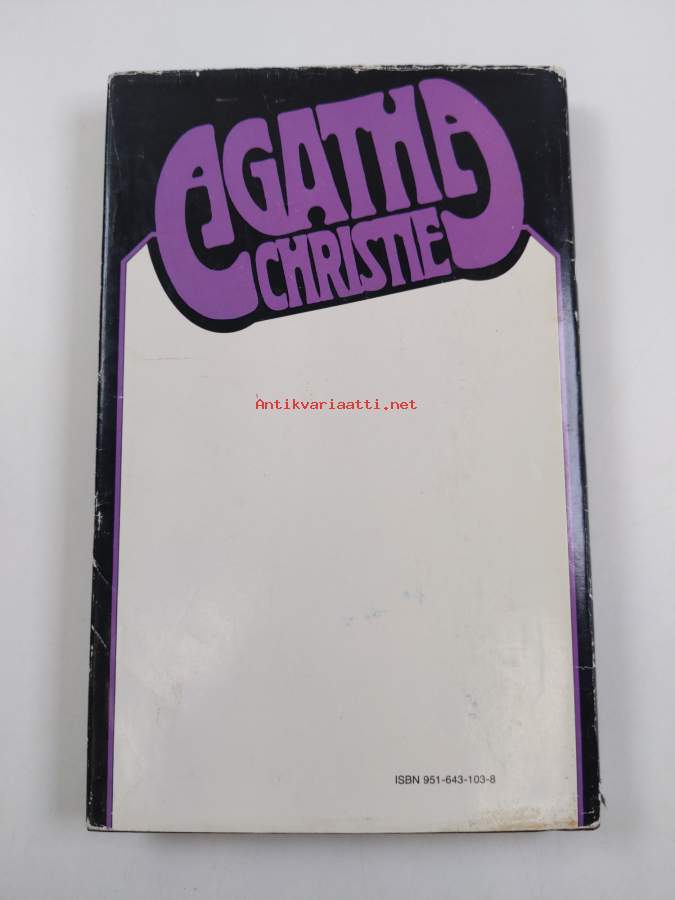 AGATHA
CHRISTIE
Antikvariaatti.net
ISBN 951-643-103-8